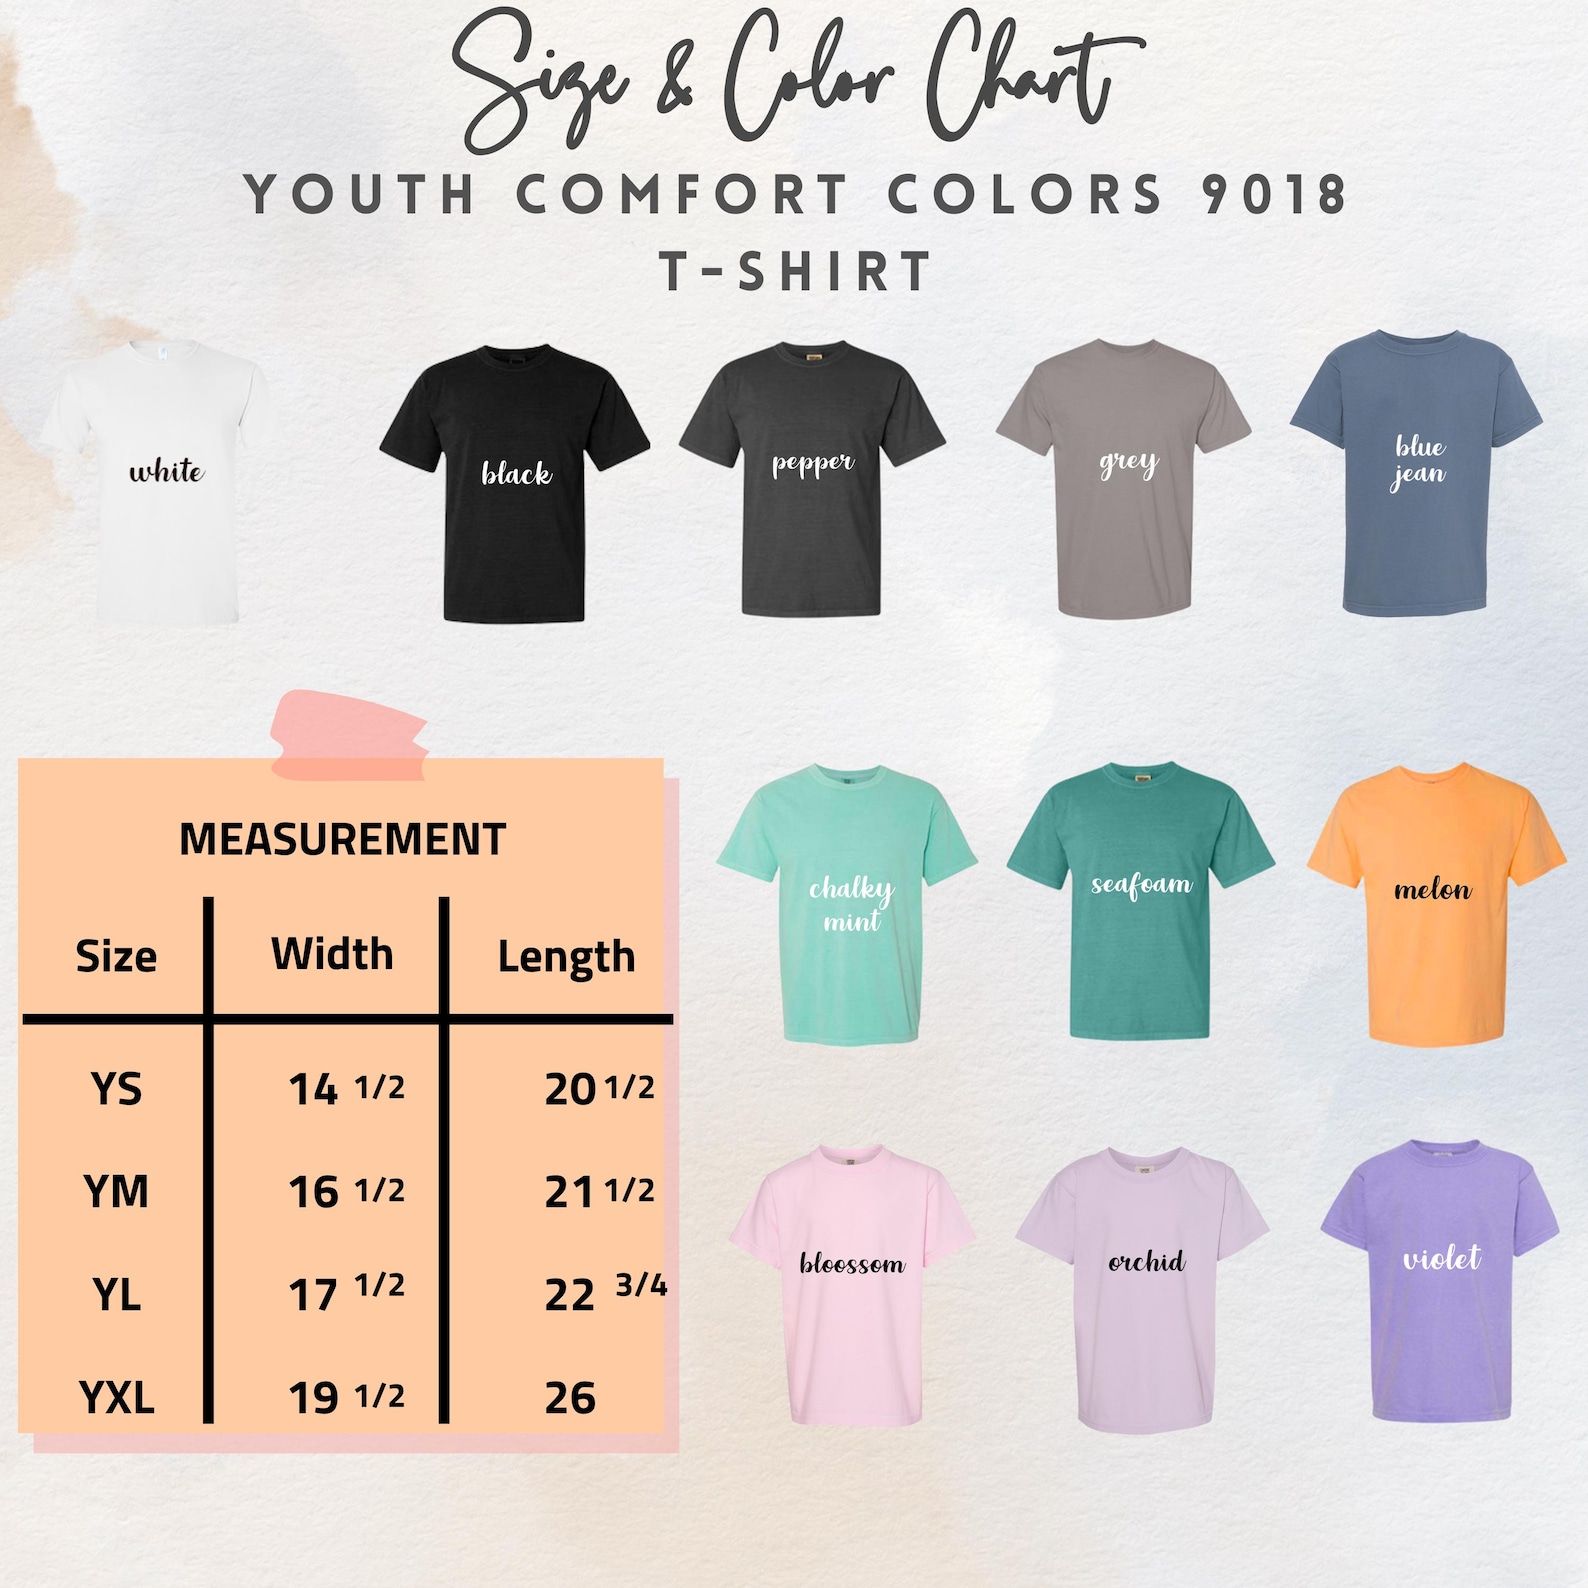 Size & Color Chart
YOUTH COMFORT COLORS 9018
T-SHIRT
white
black
pepper
grey
blue
jean
MEASUREMENT
Size Width Length
YS 14 1/2 20 1/2
YM 16 1/2 21 1/2
YL 17 1/2 22 3/4
YXL 19 1/2 26
chalky
mint
seafoam
melon
bloossom
orchid
violet